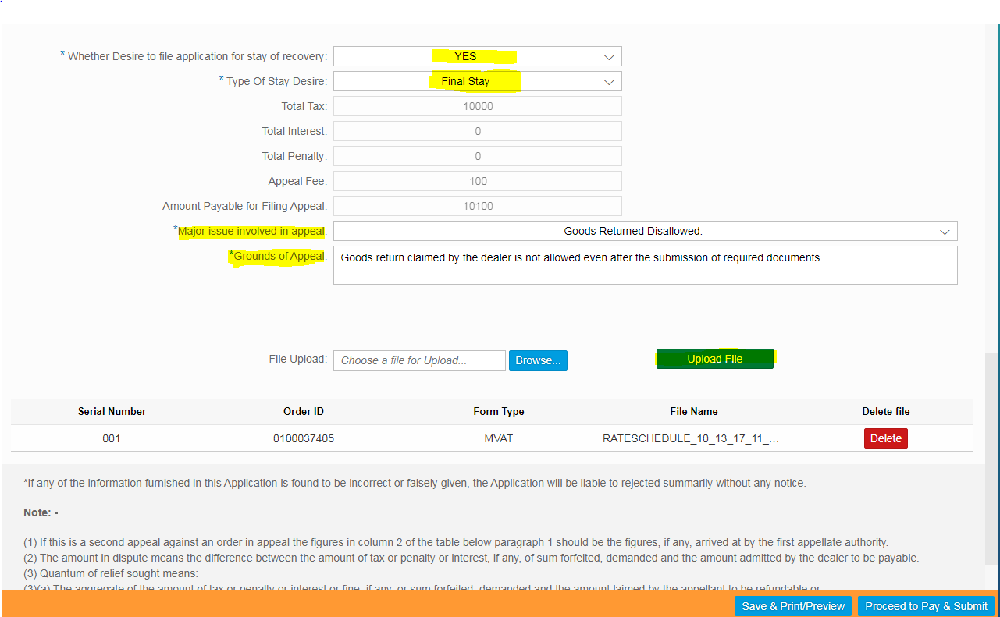 * Whether Desire to file application for stay of recovery: YES
* Type Of Stay Desire: Final Stay
Total Tax: 10000
Total Interest: 0
Total Penalty: 0
Appeal Fee: 100
Amount Payable for Filing Appeal: 10100
*Major issue involved in appeal: Goods Returned Disallowed.
*Grounds of Appeal: Goods return claimed by the dealer is not allowed even after the submission of required documents.
File Upload: Choose a file for Upload... Browse... Upload File
Serial Number Order ID Form Type File Name Delete file
001 0100037405 MVAT RATESCHEDULE_10_13_17_11_... Delete
*If any of the information furnished in this Application is found to be incorrect or falsely given, the Application will be liable to rejected summarily without any notice.
Note: -
(1) If this is a second appeal against an order in appeal the figures in column 2 of the table below paragraph 1 should be the figures, if any, arrived at by the first appellate authority.
(2) The amount in dispute means the difference between the amount of tax or penalty or interest, if any, of sum forfeited, demanded and the amount admitted by the dealer to be payable.
(3) Quantum of relief sought means:
(3)(a) The aggregate of the amount of tax or penalty or interest or fine, if any, or sum forfeited, demanded and the amount laimed by the appellant to be refundable or
Save & Print/Preview Proceed to Pay & Submit